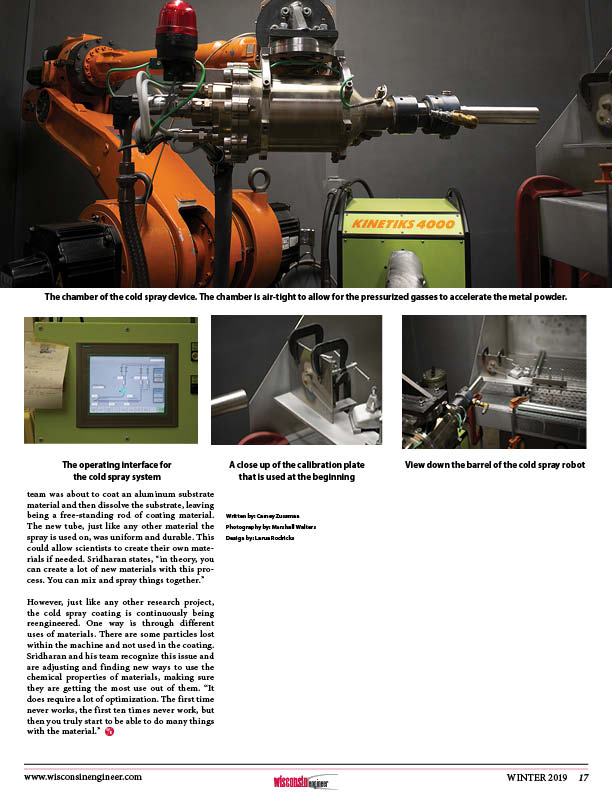 KINETIKS 4000
The chamber of the cold spray device. The chamber is air-tight to allow for the pressurized gasses to accelerate the metal powder.
The operating interface for
the cold spray system
A close up of the calibration plate
that is used at the beginning
View down the barrel of the cold spray robot
team was about to coat an aluminum substrate
material and then dissolve the substrate, leaving
being a free-standing rod of coating material.
The new tube, just like any other material the
spray is used on, was uniform and durable. This
could allow scientists to create their own mate-
rials if needed. Sridharan states, “in theory, you
can create a lot of new materials with this pro-
cess. You can mix and spray things together.”
However, just like any other research project,
the cold spray coating is continuously being
reengineered. One way is through different
uses of materials. There are some particles lost
within the machine and not used in the coating.
Sridharan and his team recognize this issue and
are adjusting and finding new ways to use the
chemical properties of materials, making sure
they are getting the most use out of them. “It
does require a lot of optimization. The first time
never works, the first ten times never work, but
then you truly start to be able to do many things
with the material.”
Written by: Carney Zussman
Photography by: Marshall Walters
Design by: Larua Rodricks
www.wisconsinengineer.com
wisconsin engineer
WINTER 2019 17